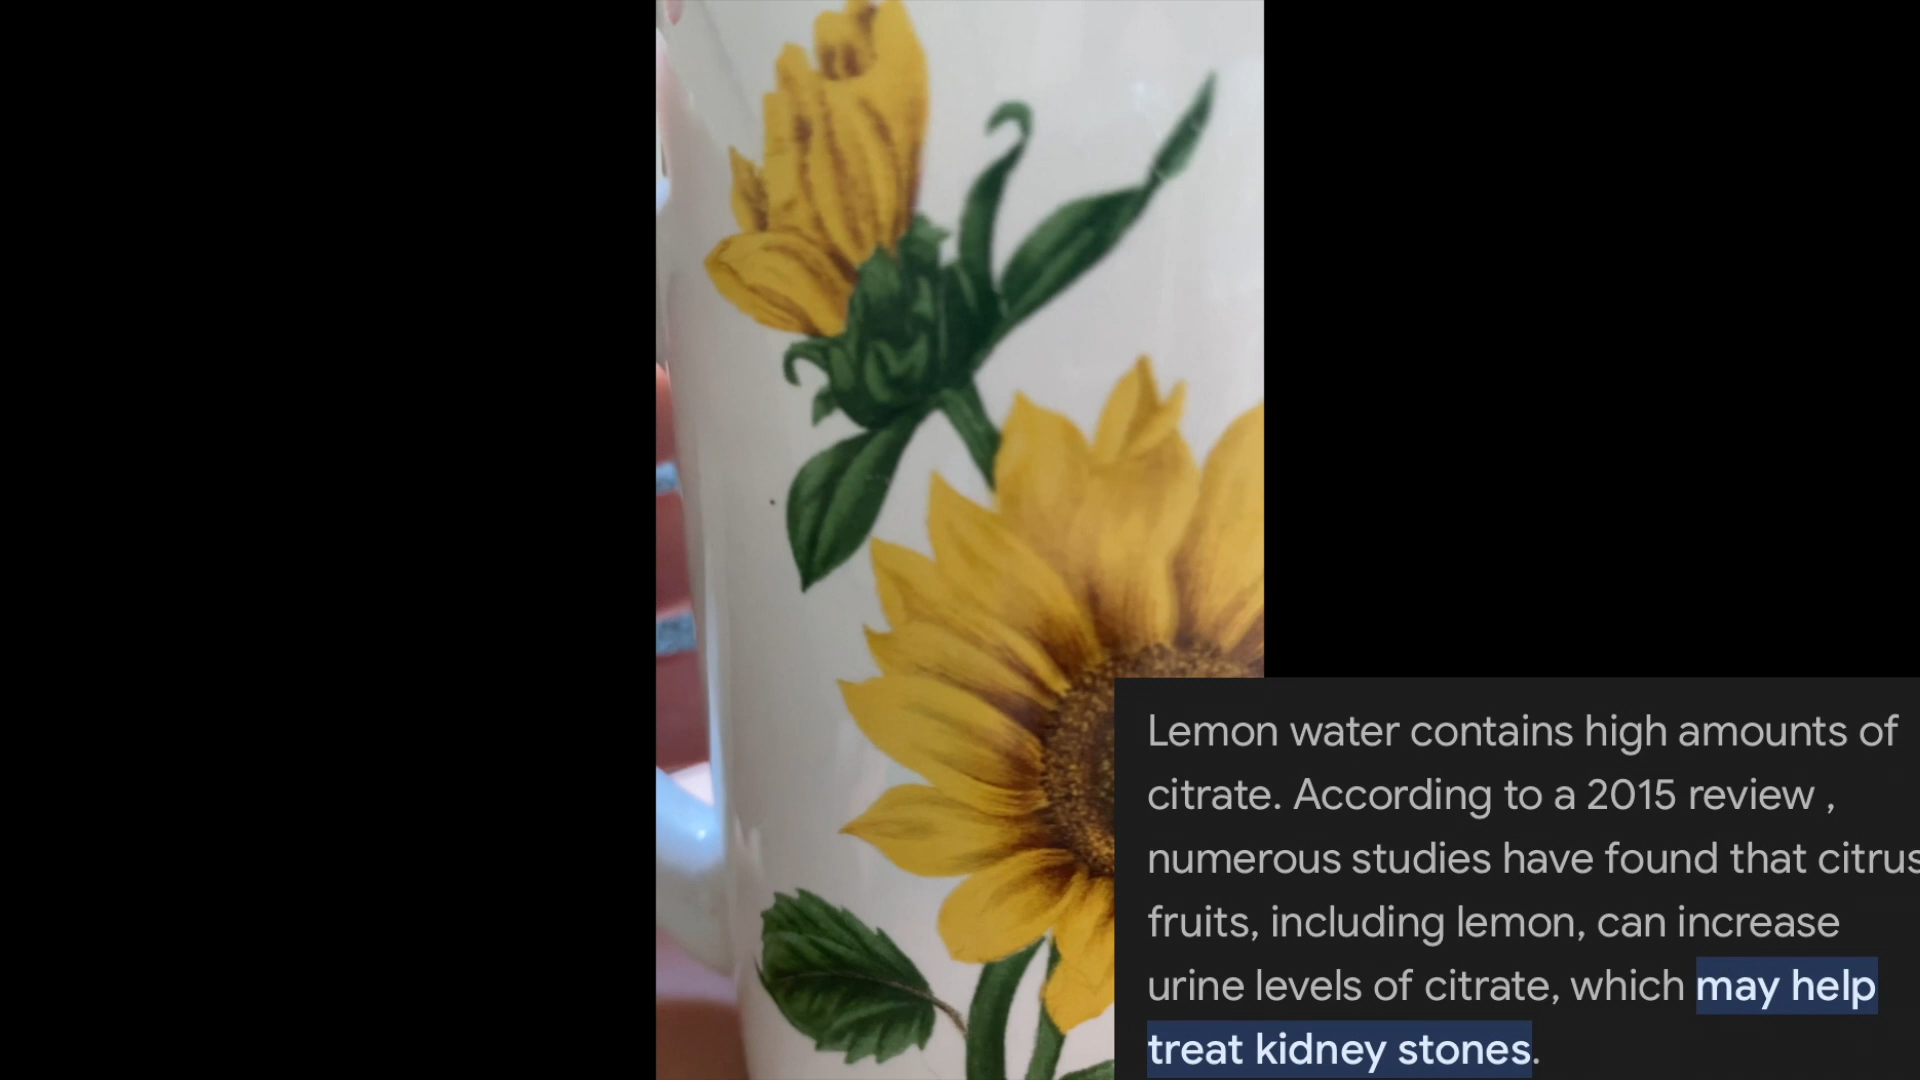 Lemon water contains high amounts of
citrate. According to a 2015 review ,
numerous studies have found that citrus
fruits, including lemon, can increase
urine levels of citrate, which may help
treat kidney stones.